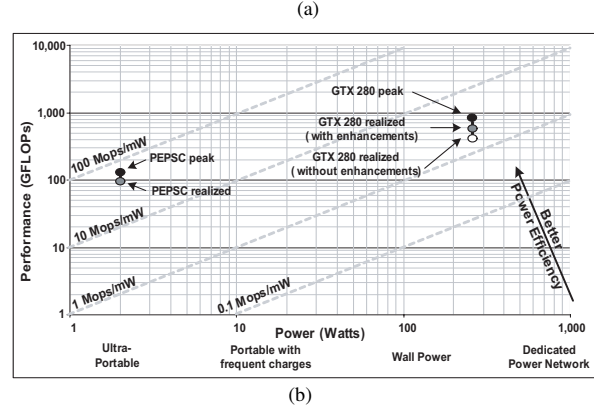 (a)
10,000
1,000
100
10
1
Performance (GFLOPs)
GTX 280 peak
GTX 280 realized
(with enhancements)
GTX 280 realized
(without enhancements)
100 Mops/mW
PEPSC peak
PEPSC realized
10 Mops/mW
1 Mops/mW
0.1 Mops/mW
Better
Power Efficiency
1
10
100
1,000
Power (Watts)
Ultra-
Portable
Portable with
frequent charges
Wall Power
Dedicated
Power Network
(b)